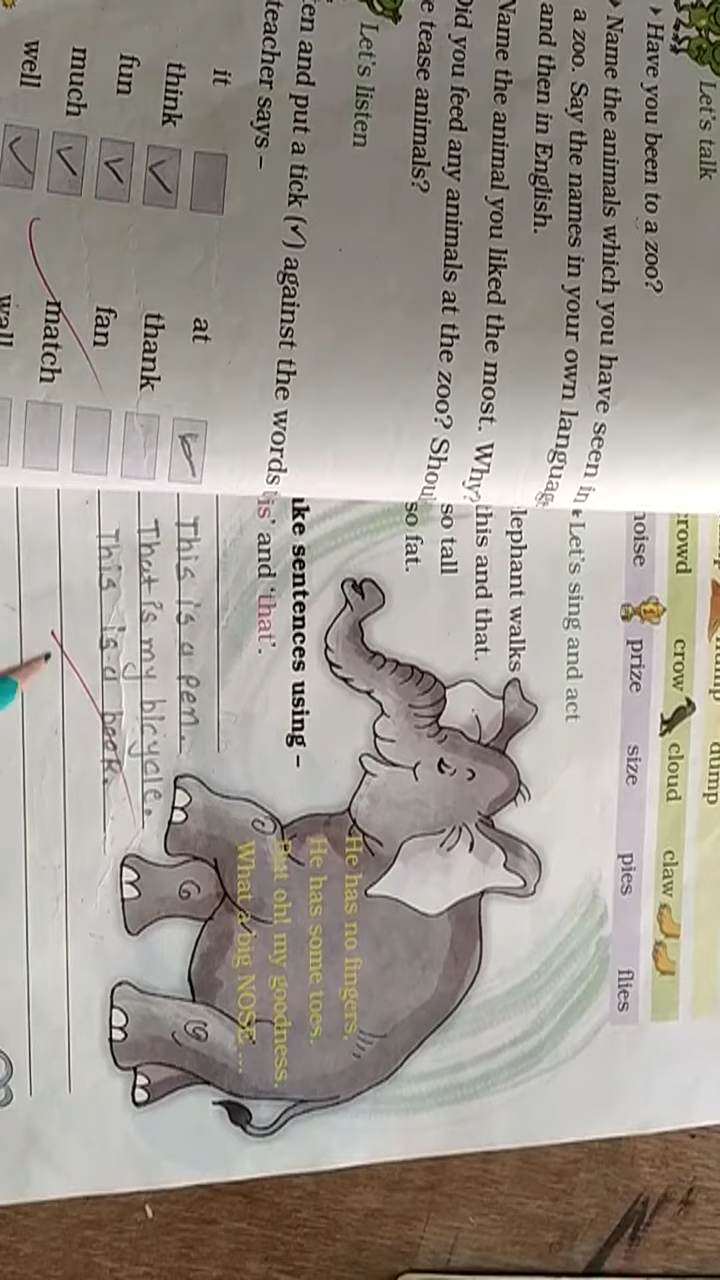 Let's talk
Have you been to a zoo?
Name the animals which you have seen in
a zoo. Say the names in your own language
and then in English.
Name the animal you liked the most. Why?
Did you feed any animals at the zoo? Shoul
e tease animals?
Let's listen
ten and put a tick (✓) against the words
teacher says –
it at
think thank
fun fan
much match
well wall
dump
crowd crow cloud claw
noise prize size pies flies
Let's sing and act
elephant walks
this and that.
so tall
so fat.
He has no fingers,
He has some toes.
But oh! my goodness,
What a big NOSE ...
ake sentences using –
'is' and 'that'.
This is a pen.
That is my bicycle.
This is a book.